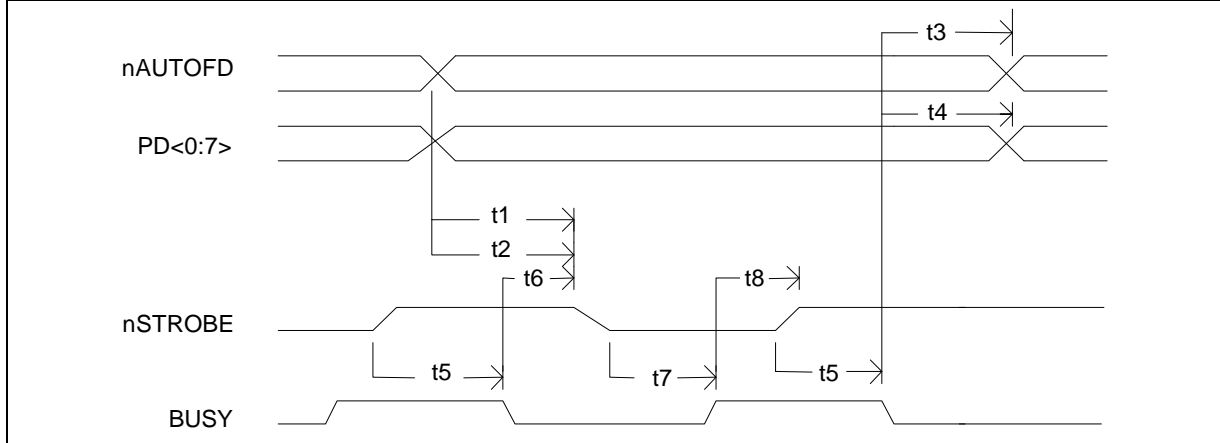 t3
nAUTOFD
t4
PD<0:7>
t1
t2
t6
t8
nSTROBE
t5
t7
t5
BUSY